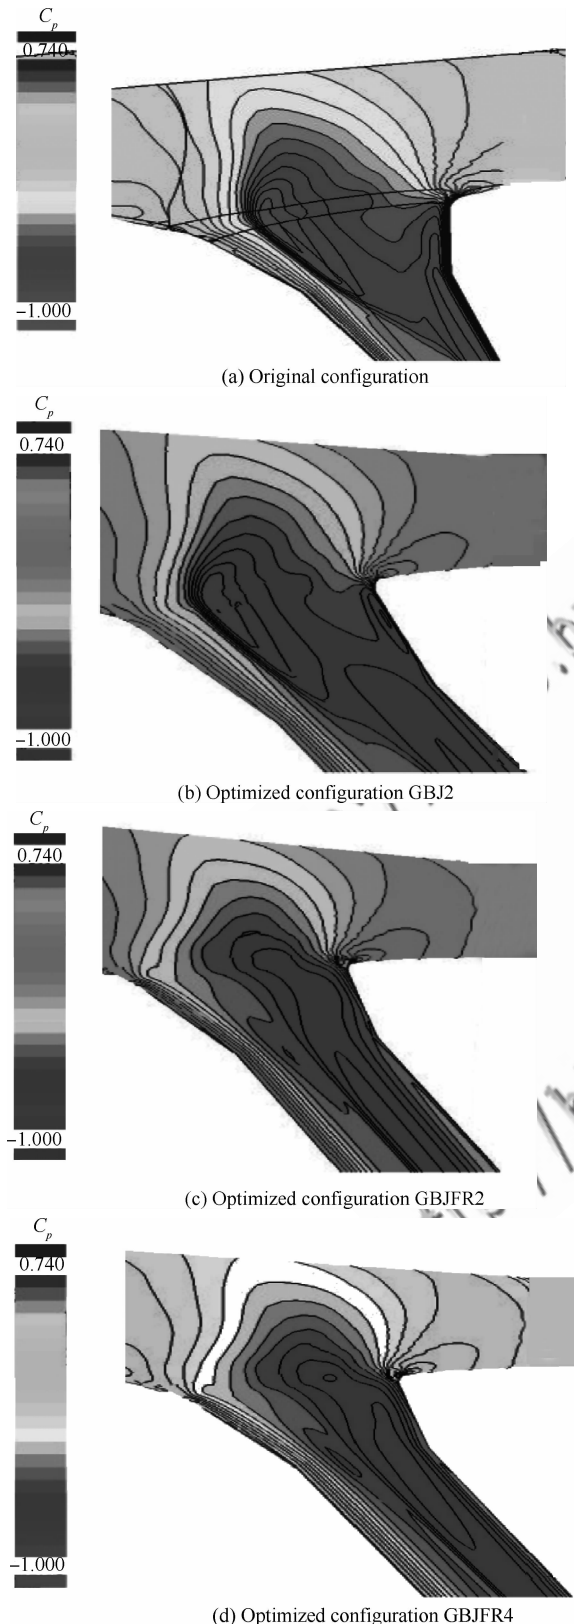 Cp
0.740
−1.000
(a) Original configuration
Cp
0.740
−1.000
(b) Optimized configuration GBJ2
Cp
0.740
−1.000
(c) Optimized configuration GBJFR2
Cp
0.740
−1.000
(d) Optimized configuration GBJFR4